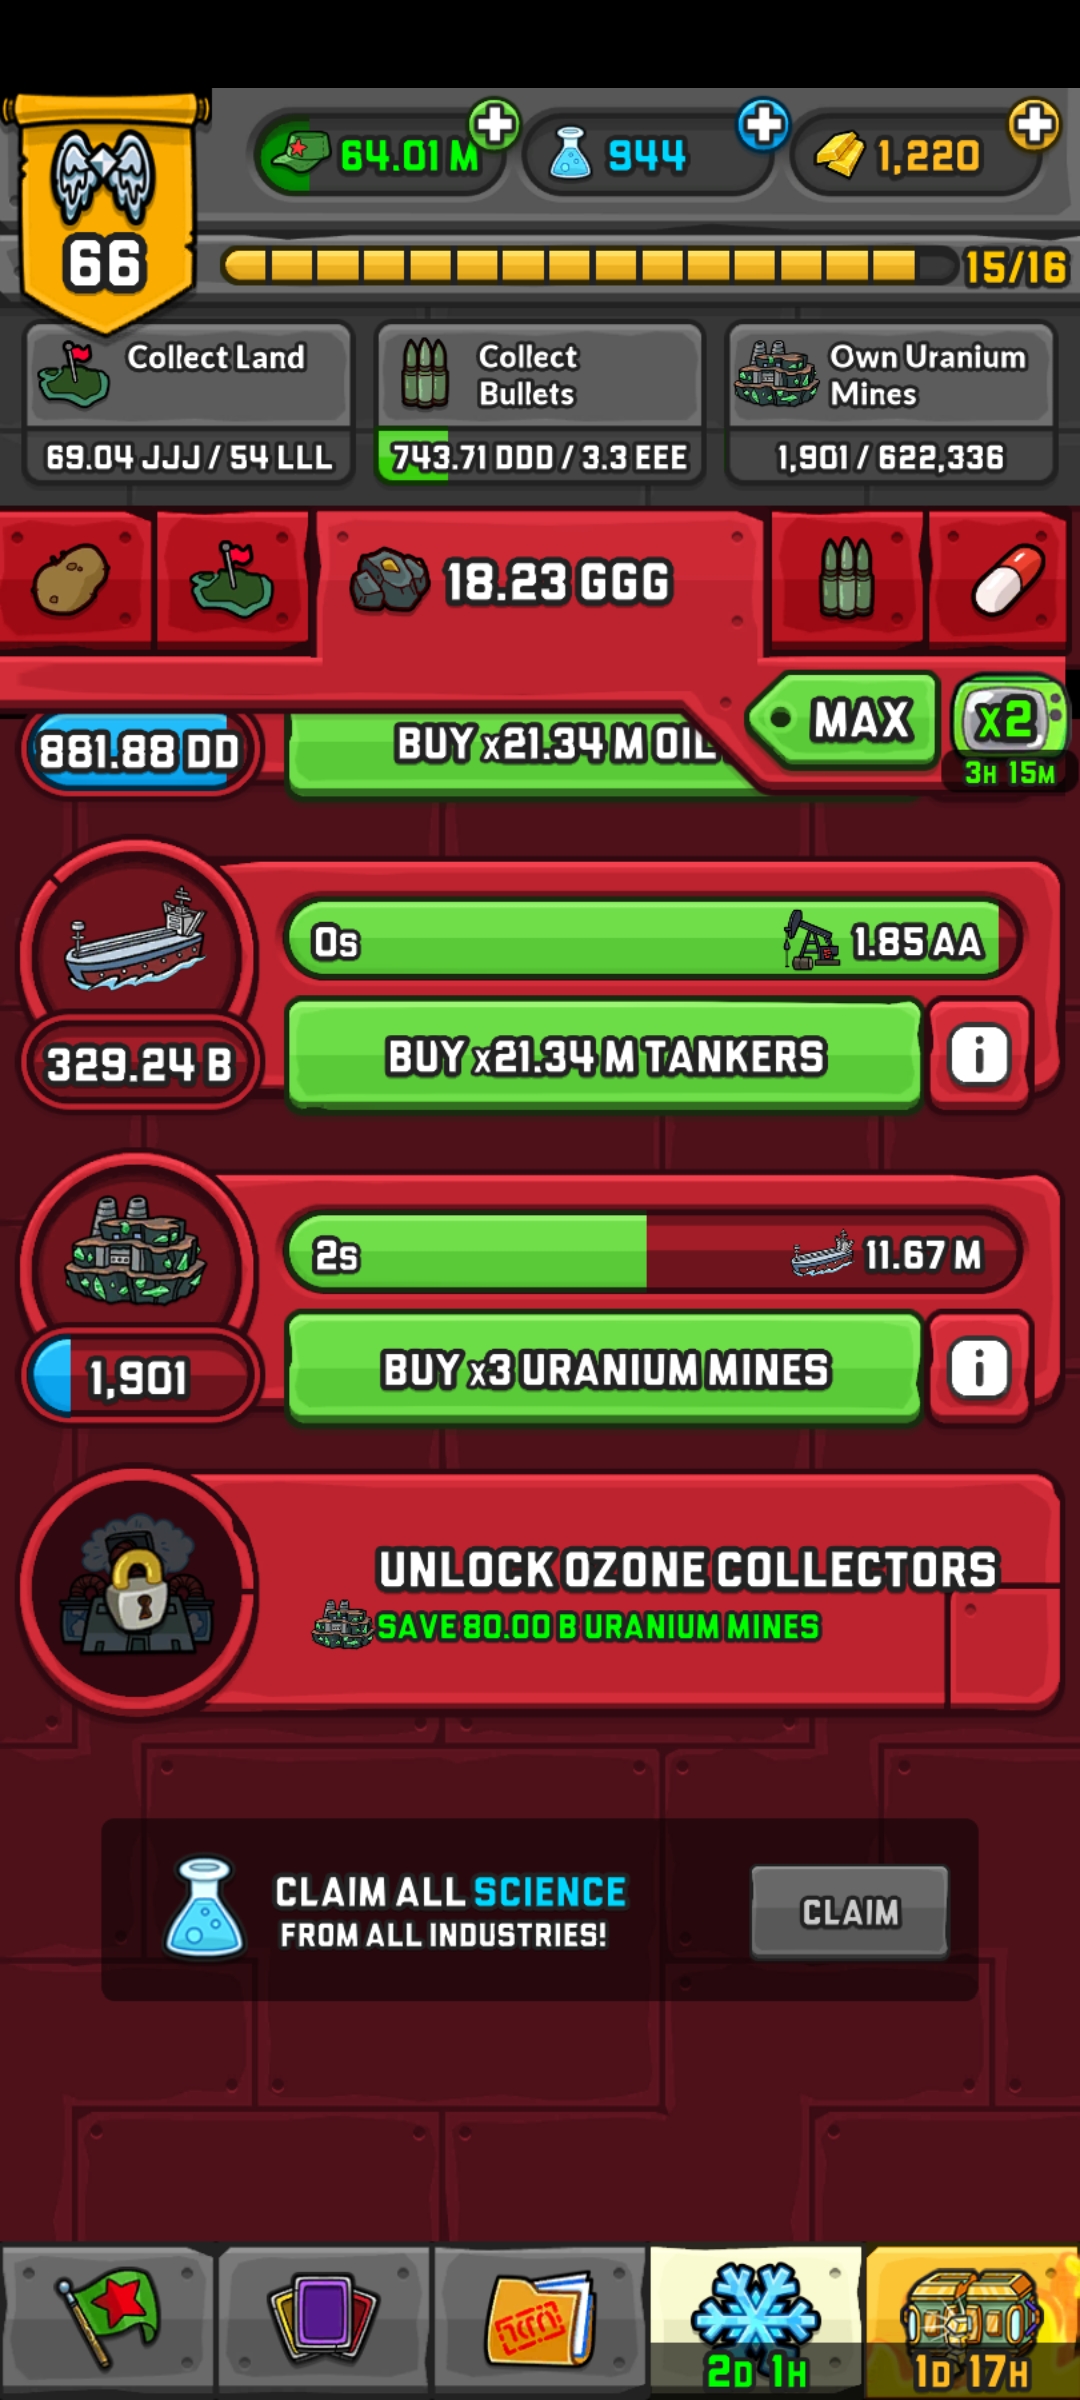 64.01 M
944
1,220
66
15/16
Collect Land
69.04 JJJ / 54 LLL
Collect
Bullets
743.71 DDD / 3.3 EEE
Own Uranium
Mines
1,901 / 622,336
18.23 GGG
MAX
x2
3H 15M
881.88 DD
BUY x21.34 M OIL
0s
1.85 AA
329.24 B
BUY x21.34 M TANKERS
i
2s
11.67 M
1,901
BUY x3 URANIUM MINES
i
UNLOCK OZONE COLLECTORS
SAVE 80.00 B URANIUM MINES
CLAIM ALL SCIENCE
FROM ALL INDUSTRIES!
CLAIM
2D 1H
1D 17H